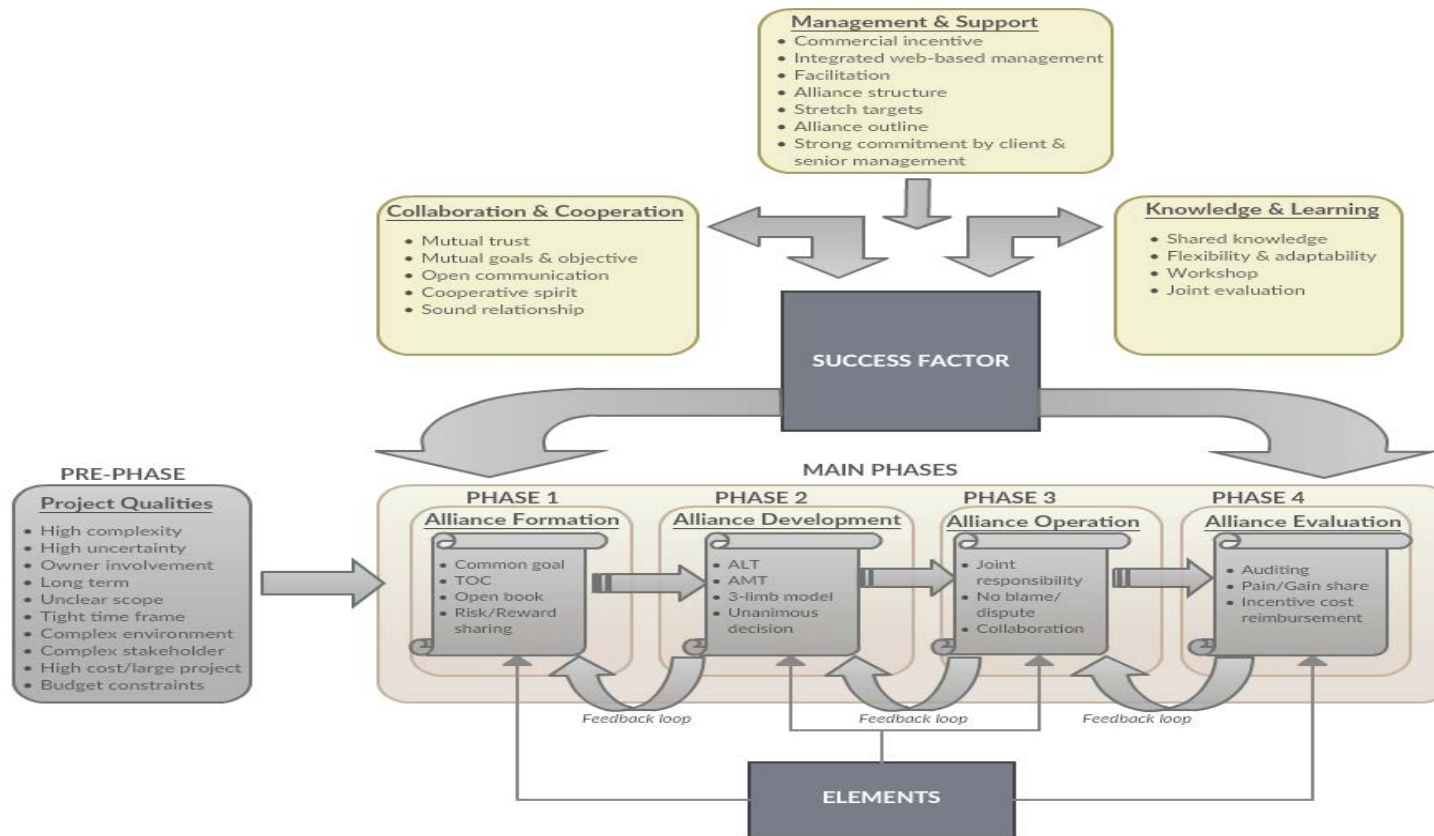 Management & Support
• Commercial incentive
• Integrated web-based management
• Facilitation
• Alliance structure
• Stretch targets
• Alliance outline
• Strong commitment by client &
senior management
Collaboration & Cooperation
• Mutual trust
• Mutual goals & objective
• Open communication
• Cooperative spirit
• Sound relationship
Knowledge & Learning
• Shared knowledge
• Flexibility & adaptability
• Workshop
• Joint evaluation
SUCCESS FACTOR
PRE-PHASE
Project Qualities
• High complexity
• High uncertainty
• Owner involvement
• Long term
• Unclear scope
• Tight time frame
• Complex environment
• Complex stakeholder
• High cost/large project
• Budget constraints
MAIN PHASES
PHASE 1
Alliance Formation
• Common goal
• TOC
• Open book
• Risk/Reward
sharing
PHASE 2
Alliance Development
• ALT
• AMT
• 3-limb model
• Unanimous
decision
PHASE 3
Alliance Operation
• Joint
responsibility
• No blame/
dispute
• Collaboration
PHASE 4
Alliance Evaluation
• Auditing
• Pain/Gain share
• Incentive cost
reimbursement
Feedback loop
Feedback loop
Feedback loop
ELEMENTS